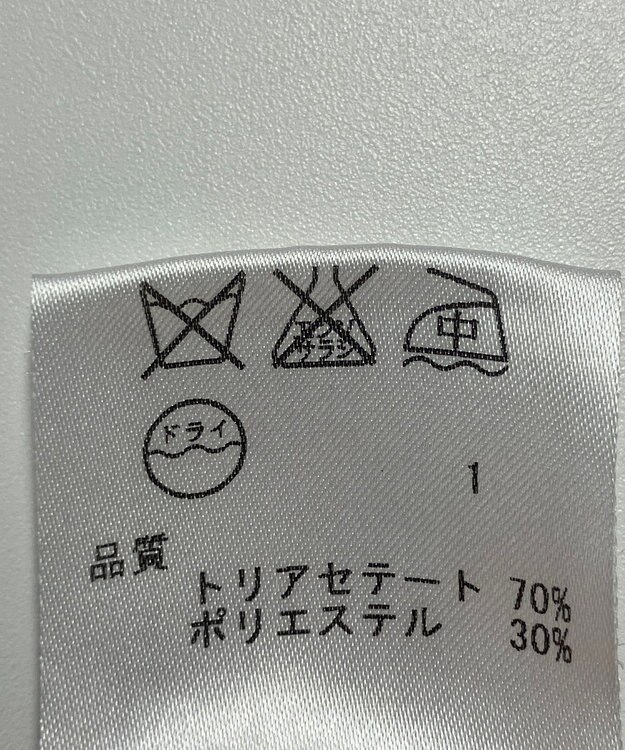 エンソ
サラシ
中
ドライ
1
品質
トリアセテート 70%
ポリエステル 30%